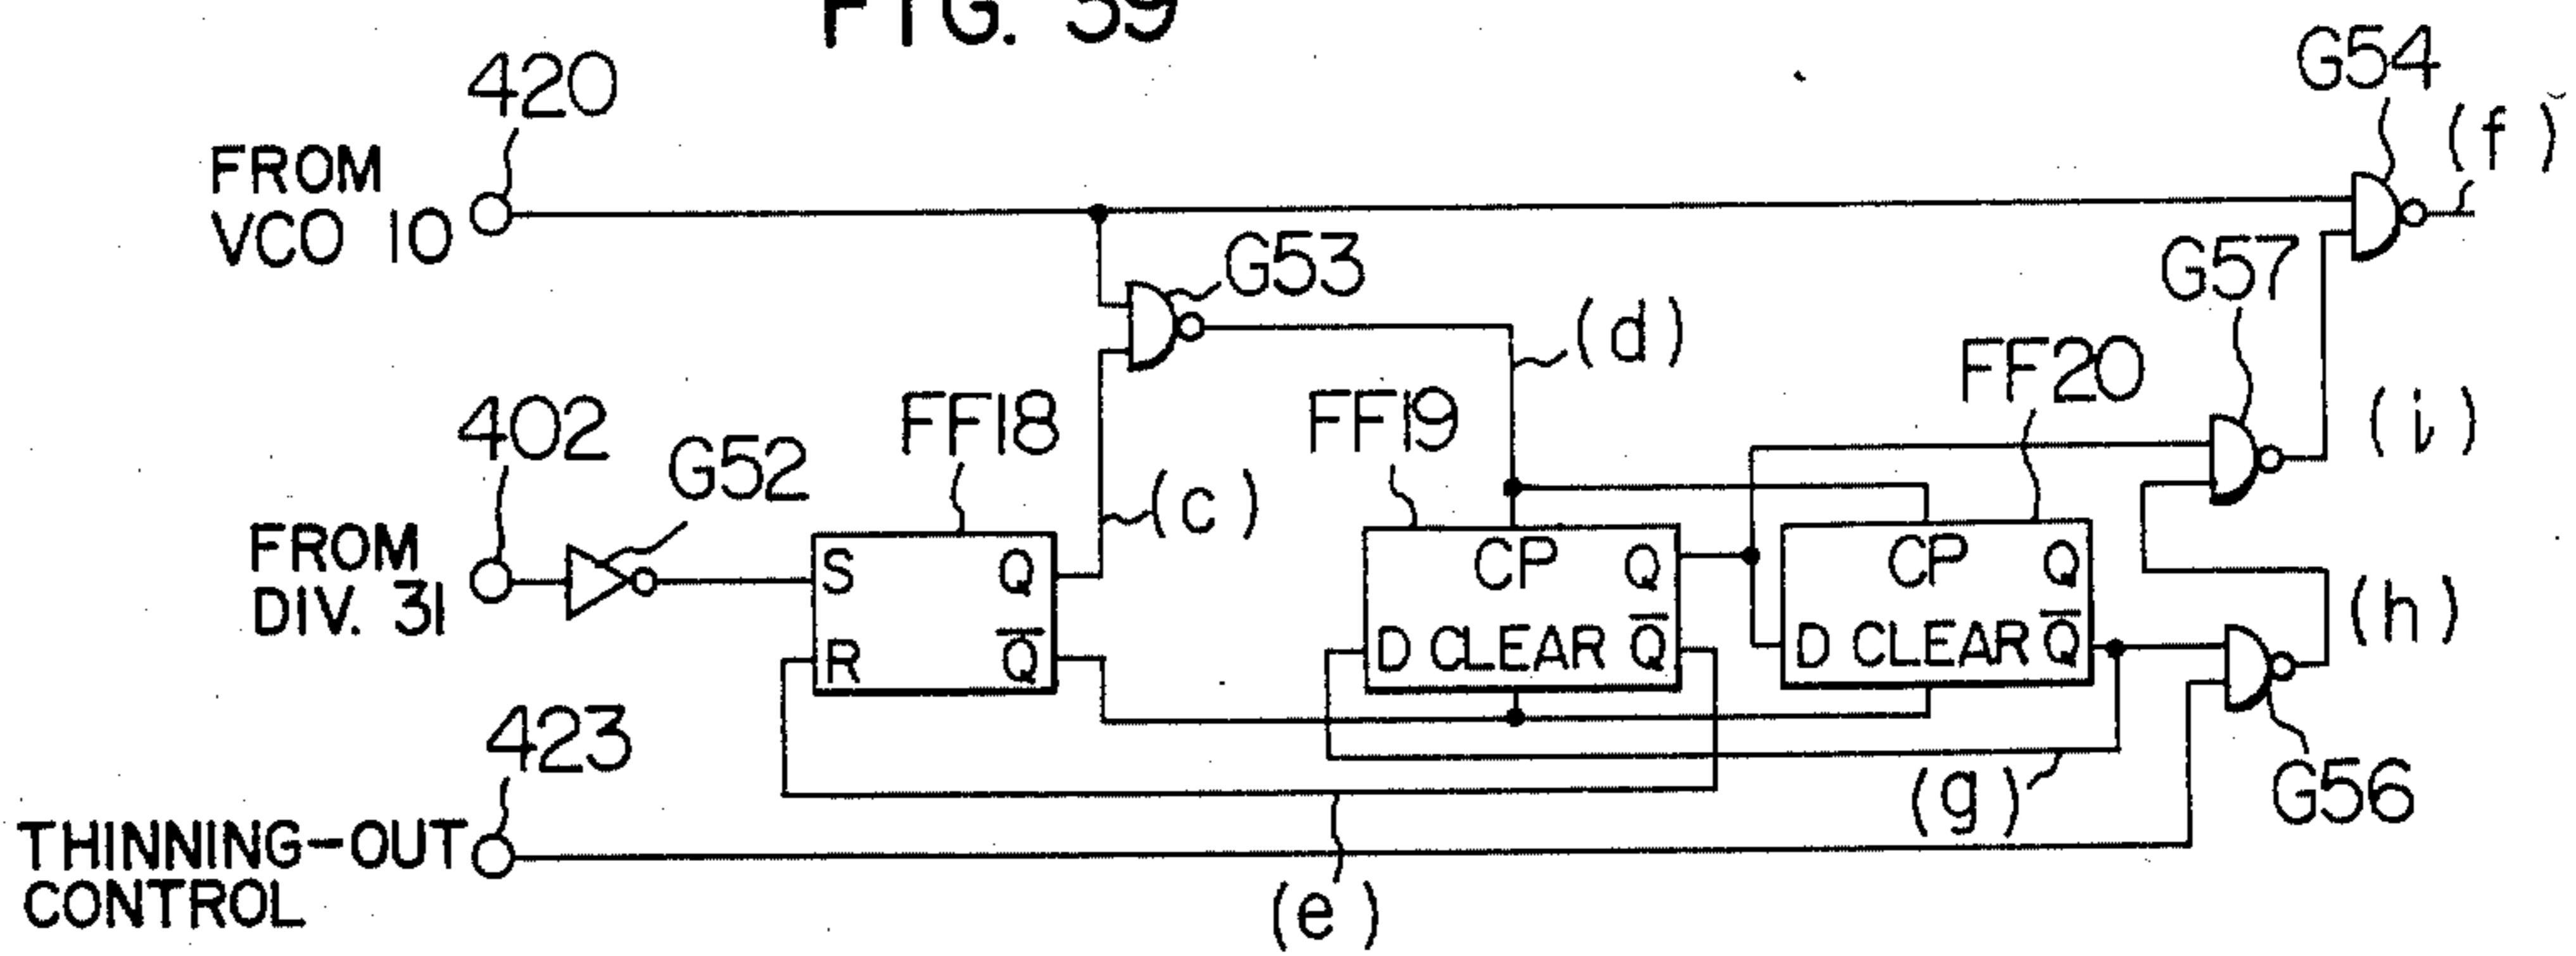 FIG. 39
420
G54
(f)
FROM
VCO 10
G53
G57
(d)
FF20
402
G52
FF18
FF19
(i)
(c)
FROM
DIV. 31
S
Q
CP
Q
CP
Q
R
Q̅
D CLEAR Q̅
D CLEAR Q̅
(h)
423
(g)
G56
THINNING-OUT
CONTROL
(e)